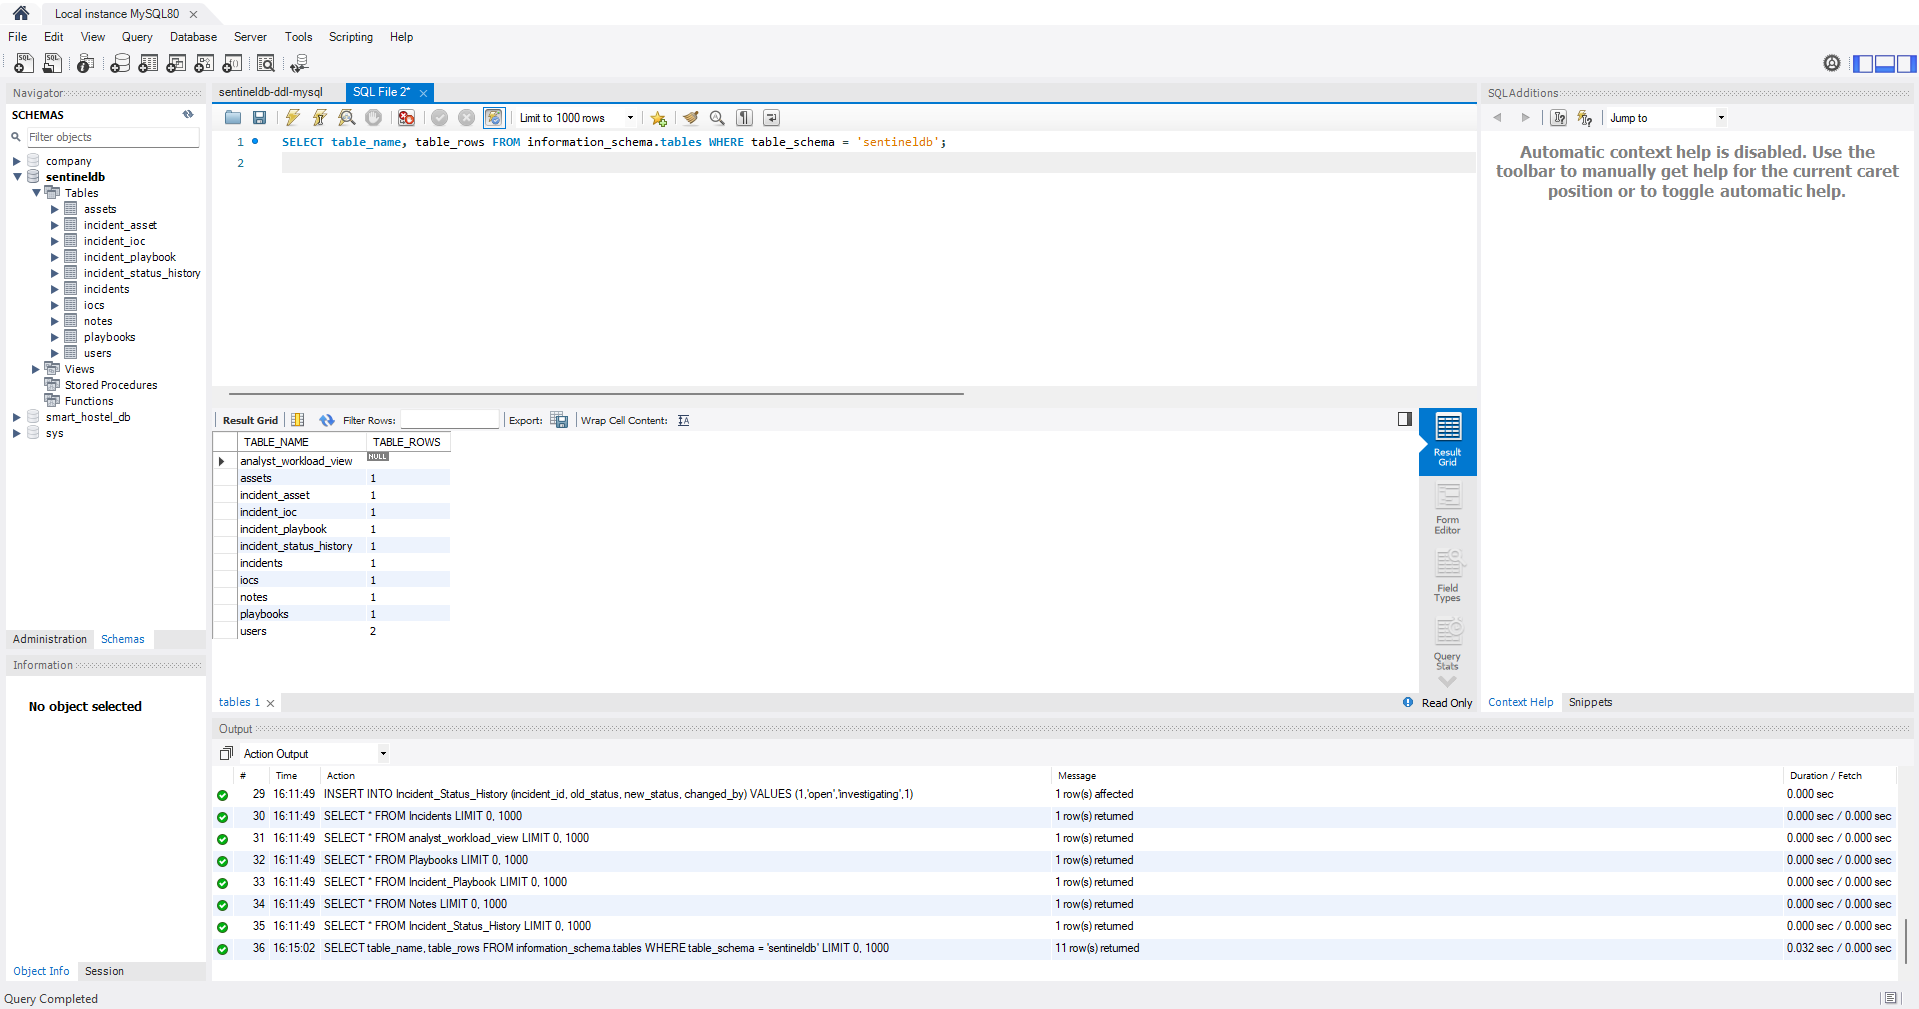 Local instance MySQL80
File Edit View Query Database Server Tools Scripting Help
Navigator
SCHEMAS
Filter objects
company
sentineldb
Tables
assets
incident_asset
incident_ioc
incident_playbook
incident_status_history
incidents
iocs
notes
playbooks
users
Views
Stored Procedures
Functions
smart_hostel_db
sys
Administration Schemas
Information
No object selected
Object Info Session
sentineldb-ddl-mysql SQL File 2*
Limit to 1000 rows
1 SELECT table_name, table_rows FROM information_schema.tables WHERE table_schema = 'sentineldb';
2
Result Grid Filter Rows: Export: Wrap Cell Content:
TABLE_NAME TABLE_ROWS
analyst_workload_view NULL
assets 1
incident_asset 1
incident_ioc 1
incident_playbook 1
incident_status_history 1
incidents 1
iocs 1
notes 1
playbooks 1
users 2
Result
Grid
Form
Editor
Field
Types
Query
Stats
tables 1
Read Only
SQLAdditions
Jump to
Automatic context help is disabled. Use the
toolbar to manually get help for the current caret
position or to toggle automatic help.
Context Help Snippets
Output
Action Output
# Time Action Message Duration / Fetch
29 16:11:49 INSERT INTO Incident_Status_History (incident_id, old_status, new_status, changed_by) VALUES (1,'open','investigating',1) 1 row(s) affected 0.000 sec
30 16:11:49 SELECT * FROM Incidents LIMIT 0, 1000 1 row(s) returned 0.000 sec / 0.000 sec
31 16:11:49 SELECT * FROM analyst_workload_view LIMIT 0, 1000 1 row(s) returned 0.000 sec / 0.000 sec
32 16:11:49 SELECT * FROM Playbooks LIMIT 0, 1000 1 row(s) returned 0.000 sec / 0.000 sec
33 16:11:49 SELECT * FROM Incident_Playbook LIMIT 0, 1000 1 row(s) returned 0.000 sec / 0.000 sec
34 16:11:49 SELECT * FROM Notes LIMIT 0, 1000 1 row(s) returned 0.000 sec / 0.000 sec
35 16:11:49 SELECT * FROM Incident_Status_History LIMIT 0, 1000 1 row(s) returned 0.000 sec / 0.000 sec
36 16:15:02 SELECT table_name, table_rows FROM information_schema.tables WHERE table_schema = 'sentineldb' LIMIT 0, 1000 11 row(s) returned 0.032 sec / 0.000 sec
Query Completed